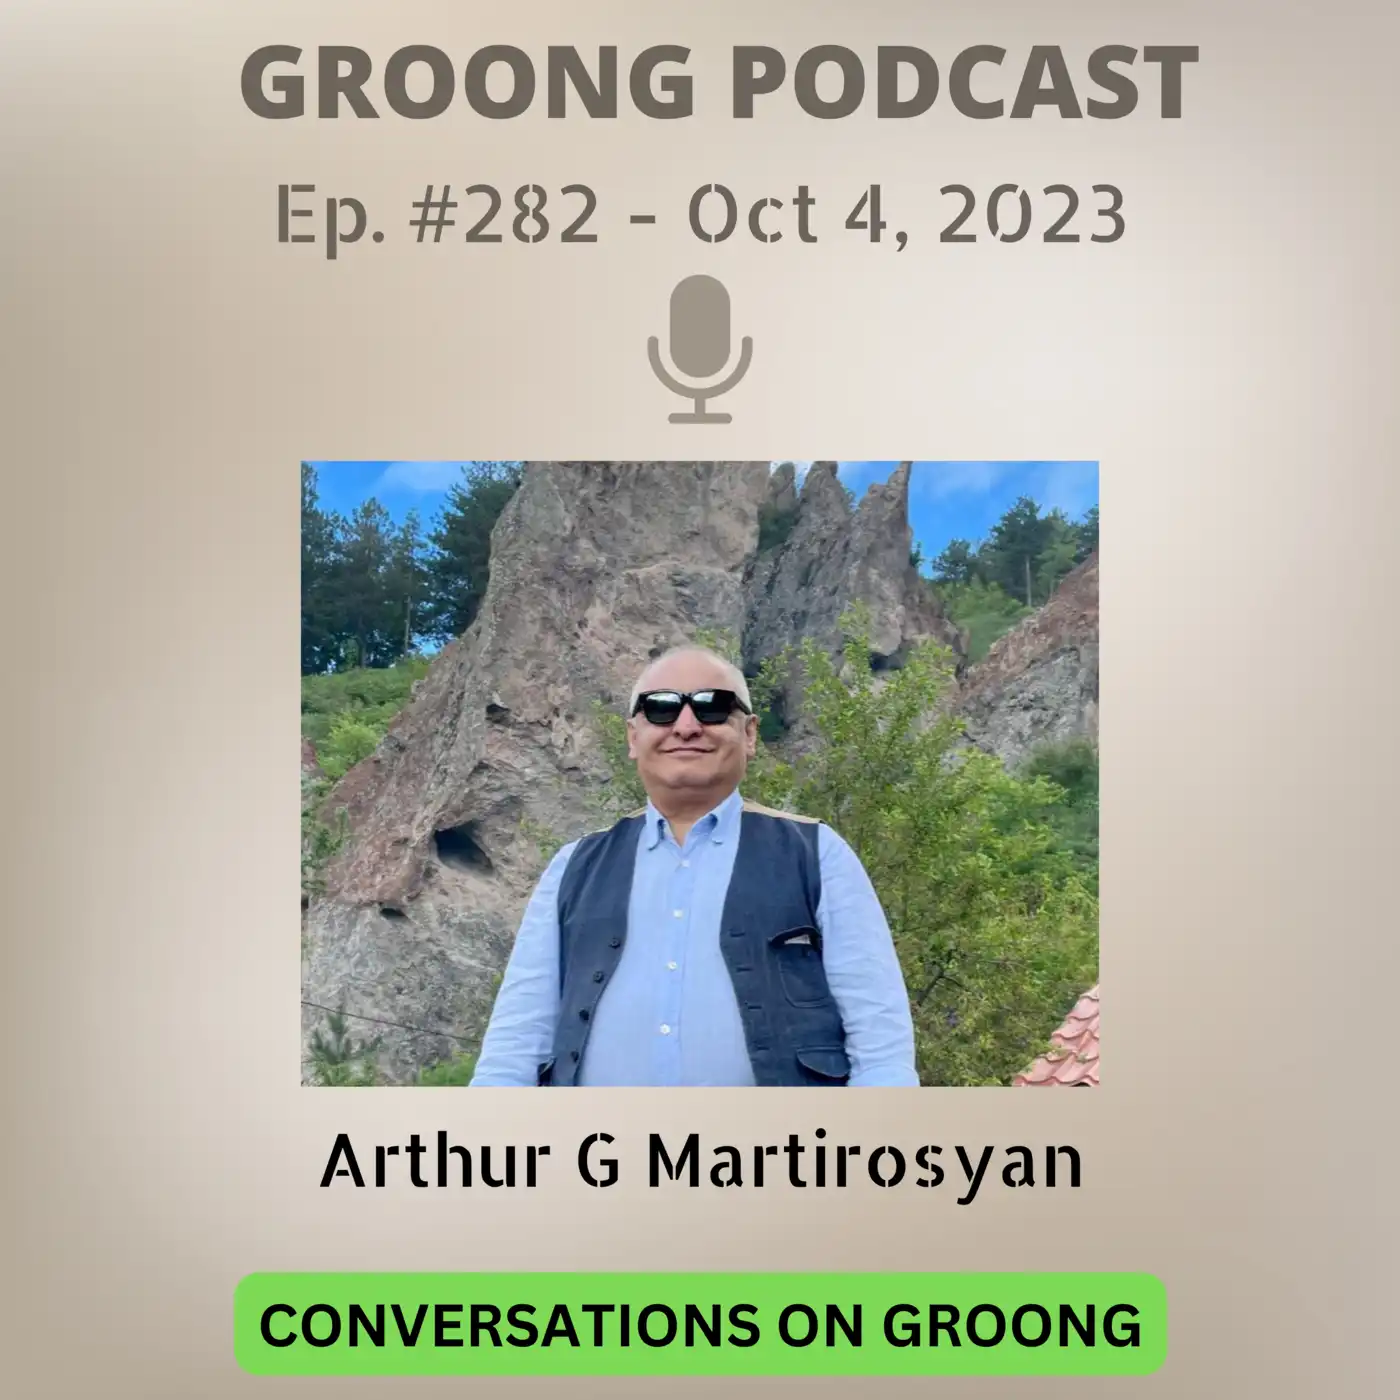 GROONG PODCAST
Ep. #282 - Oct 4, 2023
Arthur G Martirosyan
CONVERSATIONS ON GROONG